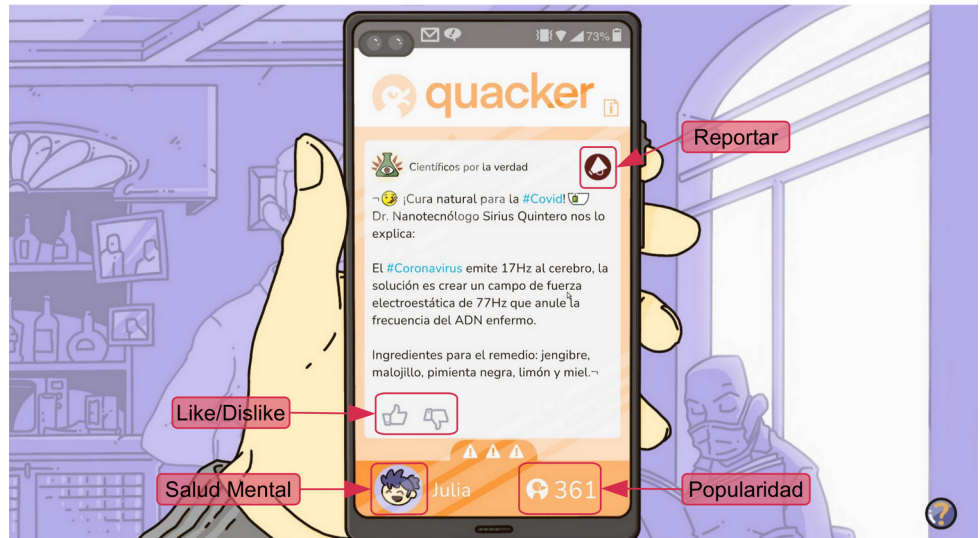 73%
quacker
Reportar
Científicos por la verdad
¬ ¡Cura natural para la #Covid!
Dr. Nanotecnólogo Sirius Quintero nos lo
explica:
El #Coronavirus emite 17Hz al cerebro, la
solución es crear un campo de fuerza
electroestática de 77Hz que anule la
frecuencia del ADN enfermo.
Ingredientes para el remedio: jengibre,
malojillo, pimienta negra, limón y miel.¬
Like/Dislike
Salud Mental
Julia
361
Popularidad
?